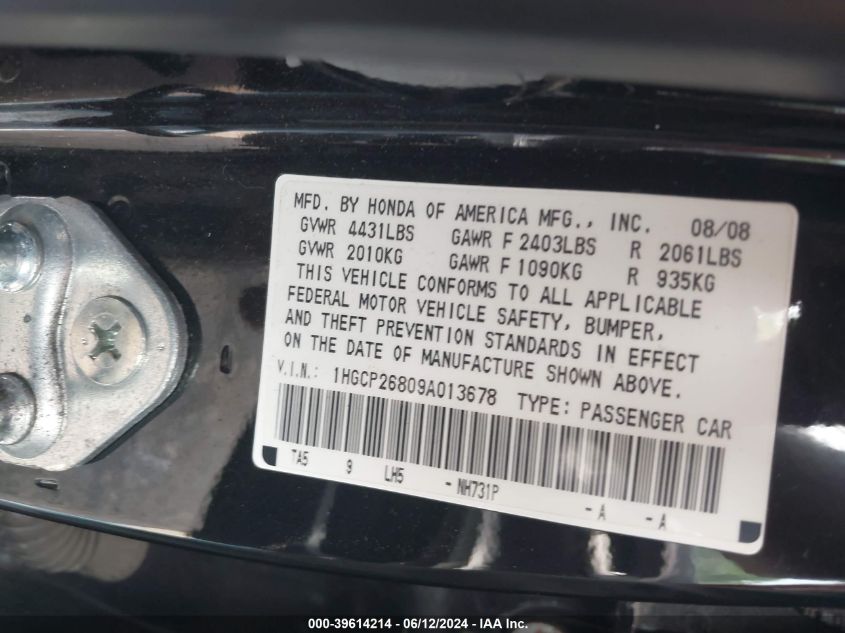 MFD. BY HONDA OF AMERICA MFG., INC. 08/08
GVWR 4431LBS GAWR F 2403LBS R 2061LBS
GVWR 2010KG GAWR F 1090KG R 935KG
THIS VEHICLE CONFORMS TO ALL APPLICABLE
FEDERAL MOTOR VEHICLE SAFETY, BUMPER,
AND THEFT PREVENTION STANDARDS IN EFFECT
ON THE DATE OF MANUFACTURE SHOWN ABOVE.
V.I.N.: 1HGCP26809A013678 TYPE: PASSENGER CAR
TA5 9 LH5 -NH731P -A -A
000-39614214 - 06/12/2024 - IAA Inc.